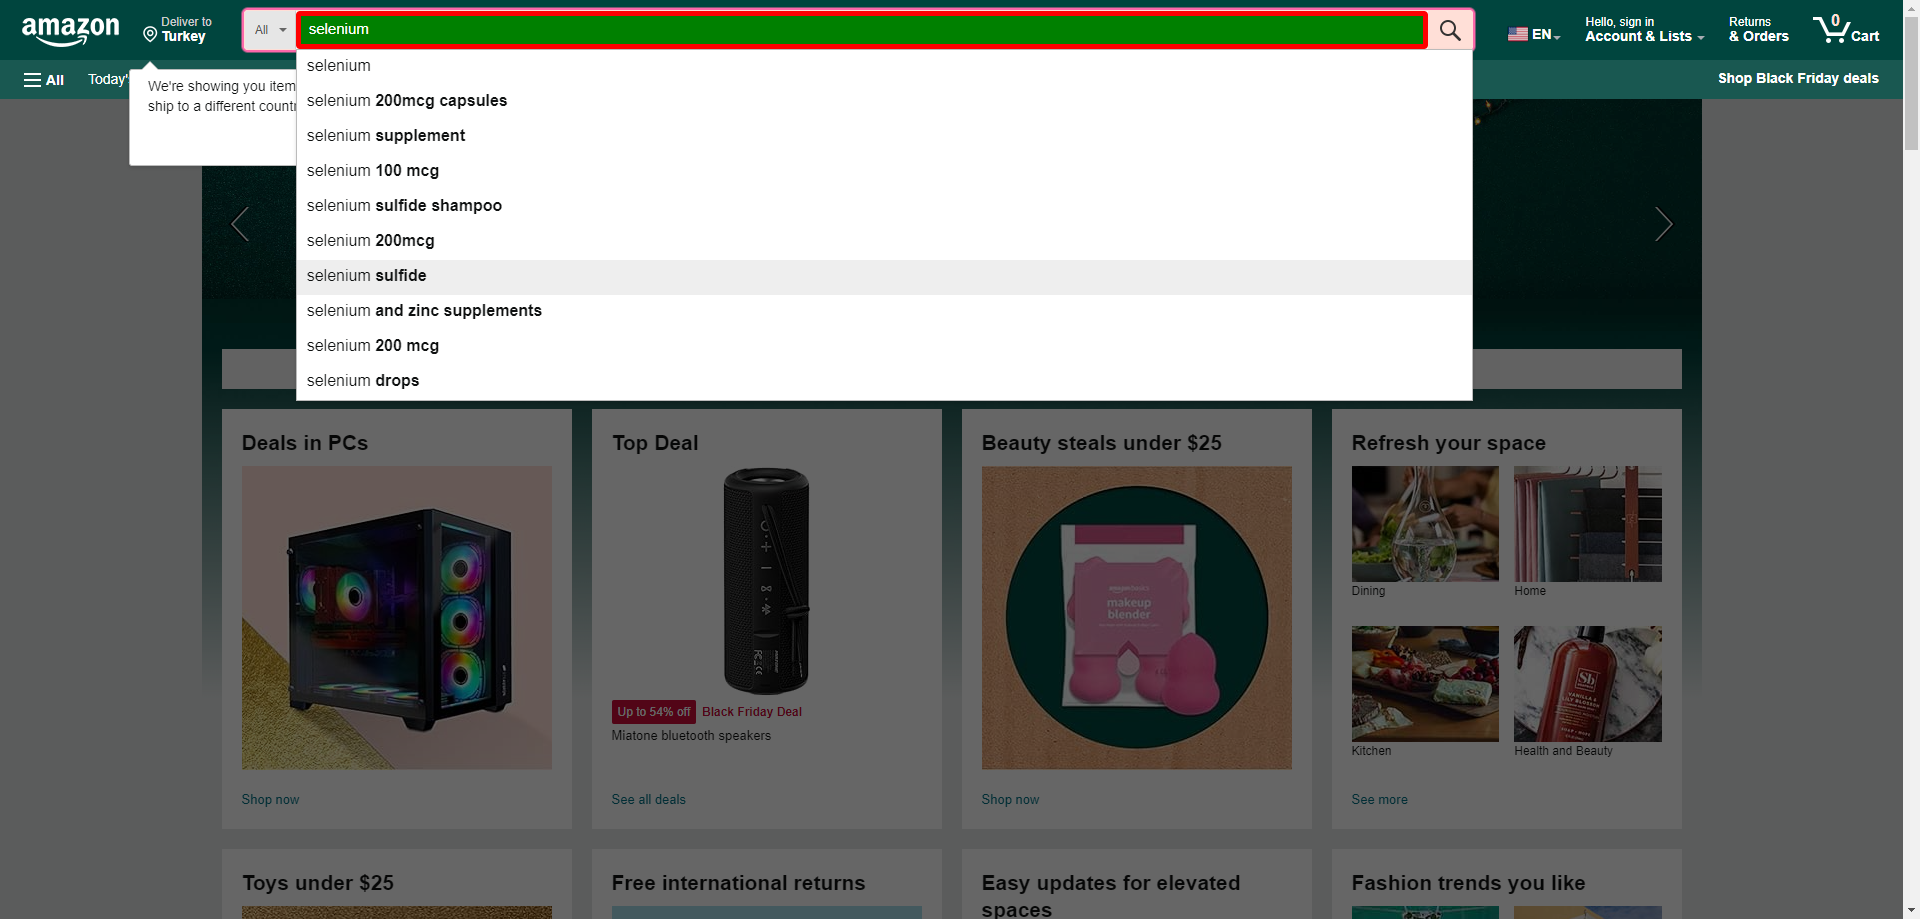 amazon
Deliver to
Turkey
All
selenium
EN
Hello, sign in
Account & Lists
Returns
& Orders
0
Cart
All
Today'
Shop Black Friday deals
We're showing you item
ship to a different countr
selenium
selenium 200mcg capsules
selenium supplement
selenium 100 mcg
selenium sulfide shampoo
selenium 200mcg
selenium sulfide
selenium and zinc supplements
selenium 200 mcg
selenium drops
Deals in PCs
Shop now
Top Deal
Up to 54% off
Black Friday Deal
Miatone bluetooth speakers
See all deals
Beauty steals under $25
amazonbasics
makeup
blender
Shop now
Refresh your space
Dining
Home
Kitchen
Sb
VANILLA &
LILY BLOSSOM
Health and Beauty
See more
Toys under $25
Free international returns
Easy updates for elevated
spaces
Fashion trends you like